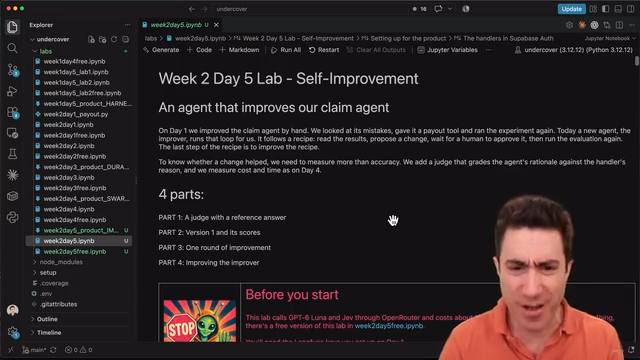 undercover
16
Update
Explorer
week2day5.ipynb U
undercover
labs
week1day4free.ipynb
week1day5_lab1.ipynb
week1day5_lab2.ipynb
week1day5_lab2free.ipynb
week1day5_product_HARNE...
week2day1_payout.py
week2day1.ipynb
week2day2.ipynb
week2day2free.ipynb
week2day3_product_DURA...
week2day3.ipynb
week2day3free.ipynb
week2day4_product_SWAR...
week2day4.ipynb
week2day4free.ipynb
week2day5_product_IM... U
week2day5.ipynb U
week2day5free.ipynb U
node_modules
setup
.coverage
.env
.gitattributes
Outline
Timeline
main*
0 0
labs > week2day5.ipynb > Week 2 Day 5 Lab - Self-Improvement > Setting up for the product > The handlers in Supabase Auth
Generate + Code + Markdown Run All Restart Clear All Outputs Jupyter Variables undercover (3.12.12) (Python 3.12.12)
Week 2 Day 5 Lab - Self-Improvement
An agent that improves our claim agent
On Day 1 we improved the claim agent by hand. We looked at its mistakes, gave it a payout tool and ran the experiment again. Today a new agent, the
improver, runs that loop for us. It follows a recipe: read the results, propose a change, wait for a human to approve it, then run the evaluation again.
The last step of the recipe is to improve the recipe.
To know whether a change helped, we need to measure more than accuracy. We add a judge that grades the agent's rationale against the handler's
reason, and we measure cost and time as on Day 4.
4 parts:
PART 1: A judge with a reference answer
PART 2: Version 1 and its scores
PART 3: One round of improvement
PART 4: Improving the improver
STOP
Before you start
This lab calls GPT-6 Luna and Jev through OpenRouter and costs about
there's a free version of this lab in week2day5free.ipynb.